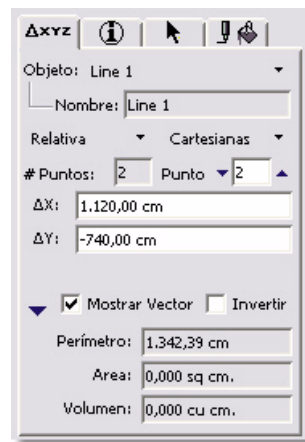 ΔXYZ
Objeto: Line 1
Nombre: Line 1
Relativa Cartesianas
# Puntos: 2 Punto 2
ΔX: 1.120,00 cm
ΔY: -740,00 cm
Mostrar Vector Invertir
Perímetro: 1.342,39 cm
Area: 0,000 sq cm.
Volumen: 0,000 cu cm.